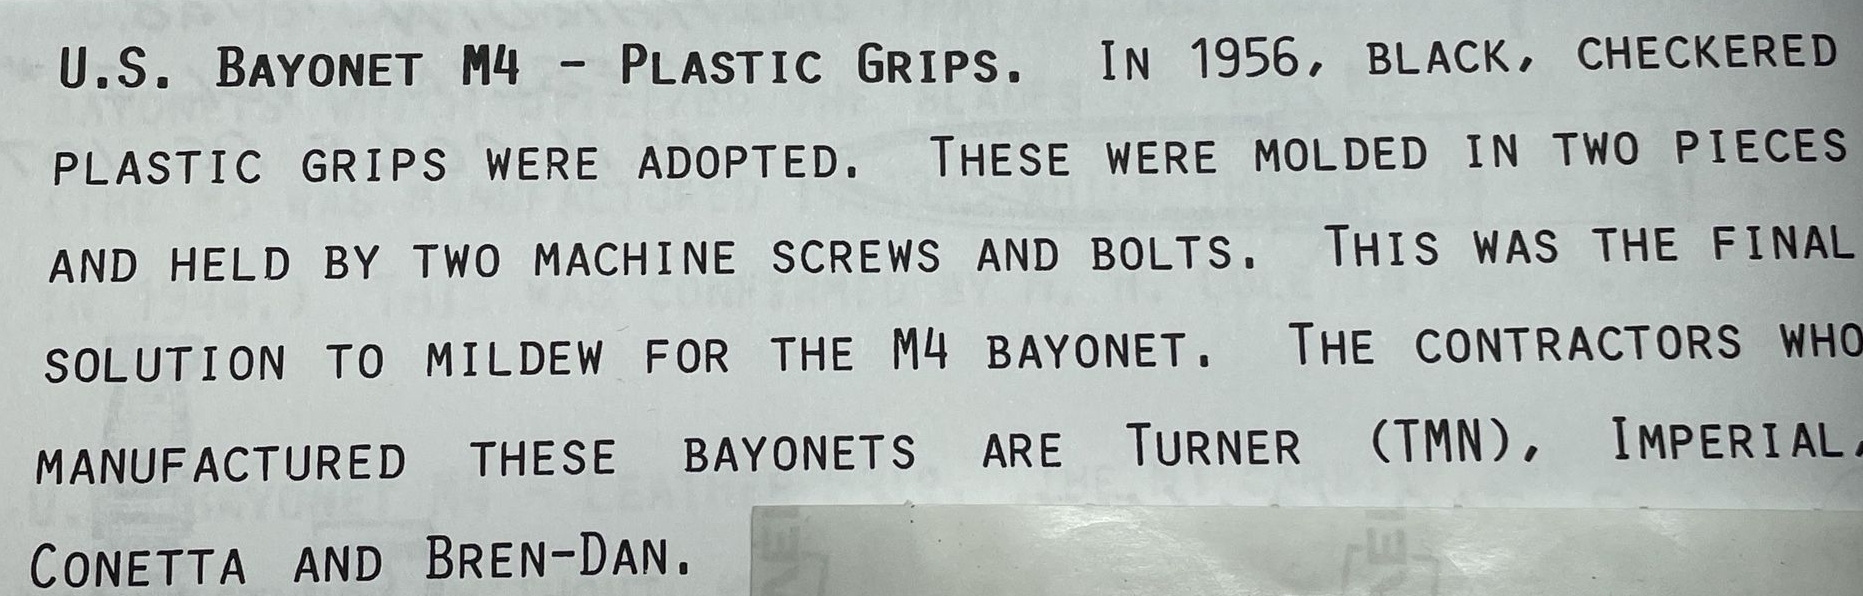 U.S. BAYONET M4 - PLASTIC GRIPS. IN 1956, BLACK, CHECKERED
PLASTIC GRIPS WERE ADOPTED. THESE WERE MOLDED IN TWO PIECES
AND HELD BY TWO MACHINE SCREWS AND BOLTS. THIS WAS THE FINAL
SOLUTION TO MILDEW FOR THE M4 BAYONET. THE CONTRACTORS WHO
MANUFACTURED THESE BAYONETS ARE TURNER (TMN), IMPERIAL,
CONETTA AND BREN-DAN.